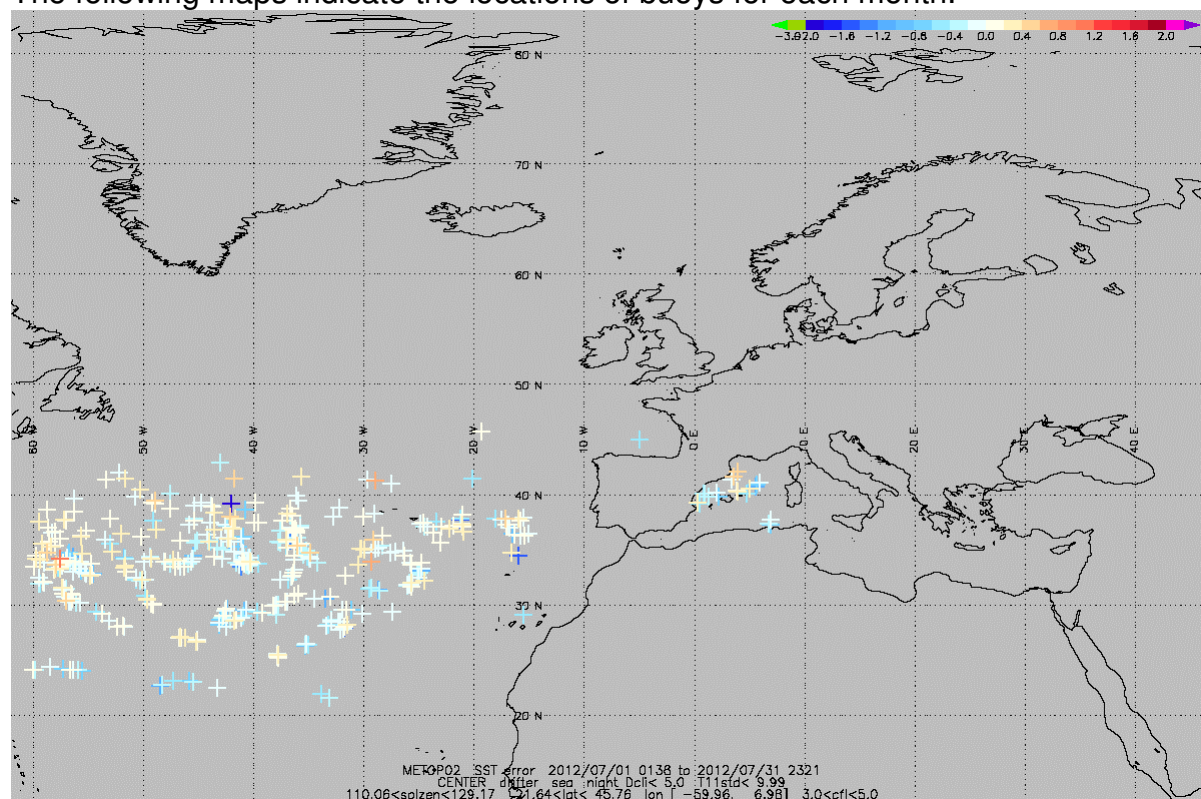 The following maps indicate the locations of buoys for each month.
-3.0 2.0 -1.6 -1.2 -0.8 -0.4 0.0 0.4 0.8 1.2 1.6 2.0
80 N
70 N
60 N
50 N
60 W 50 W 40 W 30 W 20 W 10 W 0 E 10 E 20 E 30 E 40 E
40 N
30 N
20 N
METOP02 SST error 2012/07/01 0138 to 2012/07/31 2321
CENTER drifter sea night Dcli< 5.0 T11std< 9.99
110.06<solzen<129.17 21.64<lat< 45.76 lon [ -59.96, 6.98] 3.0<cfl<5.0